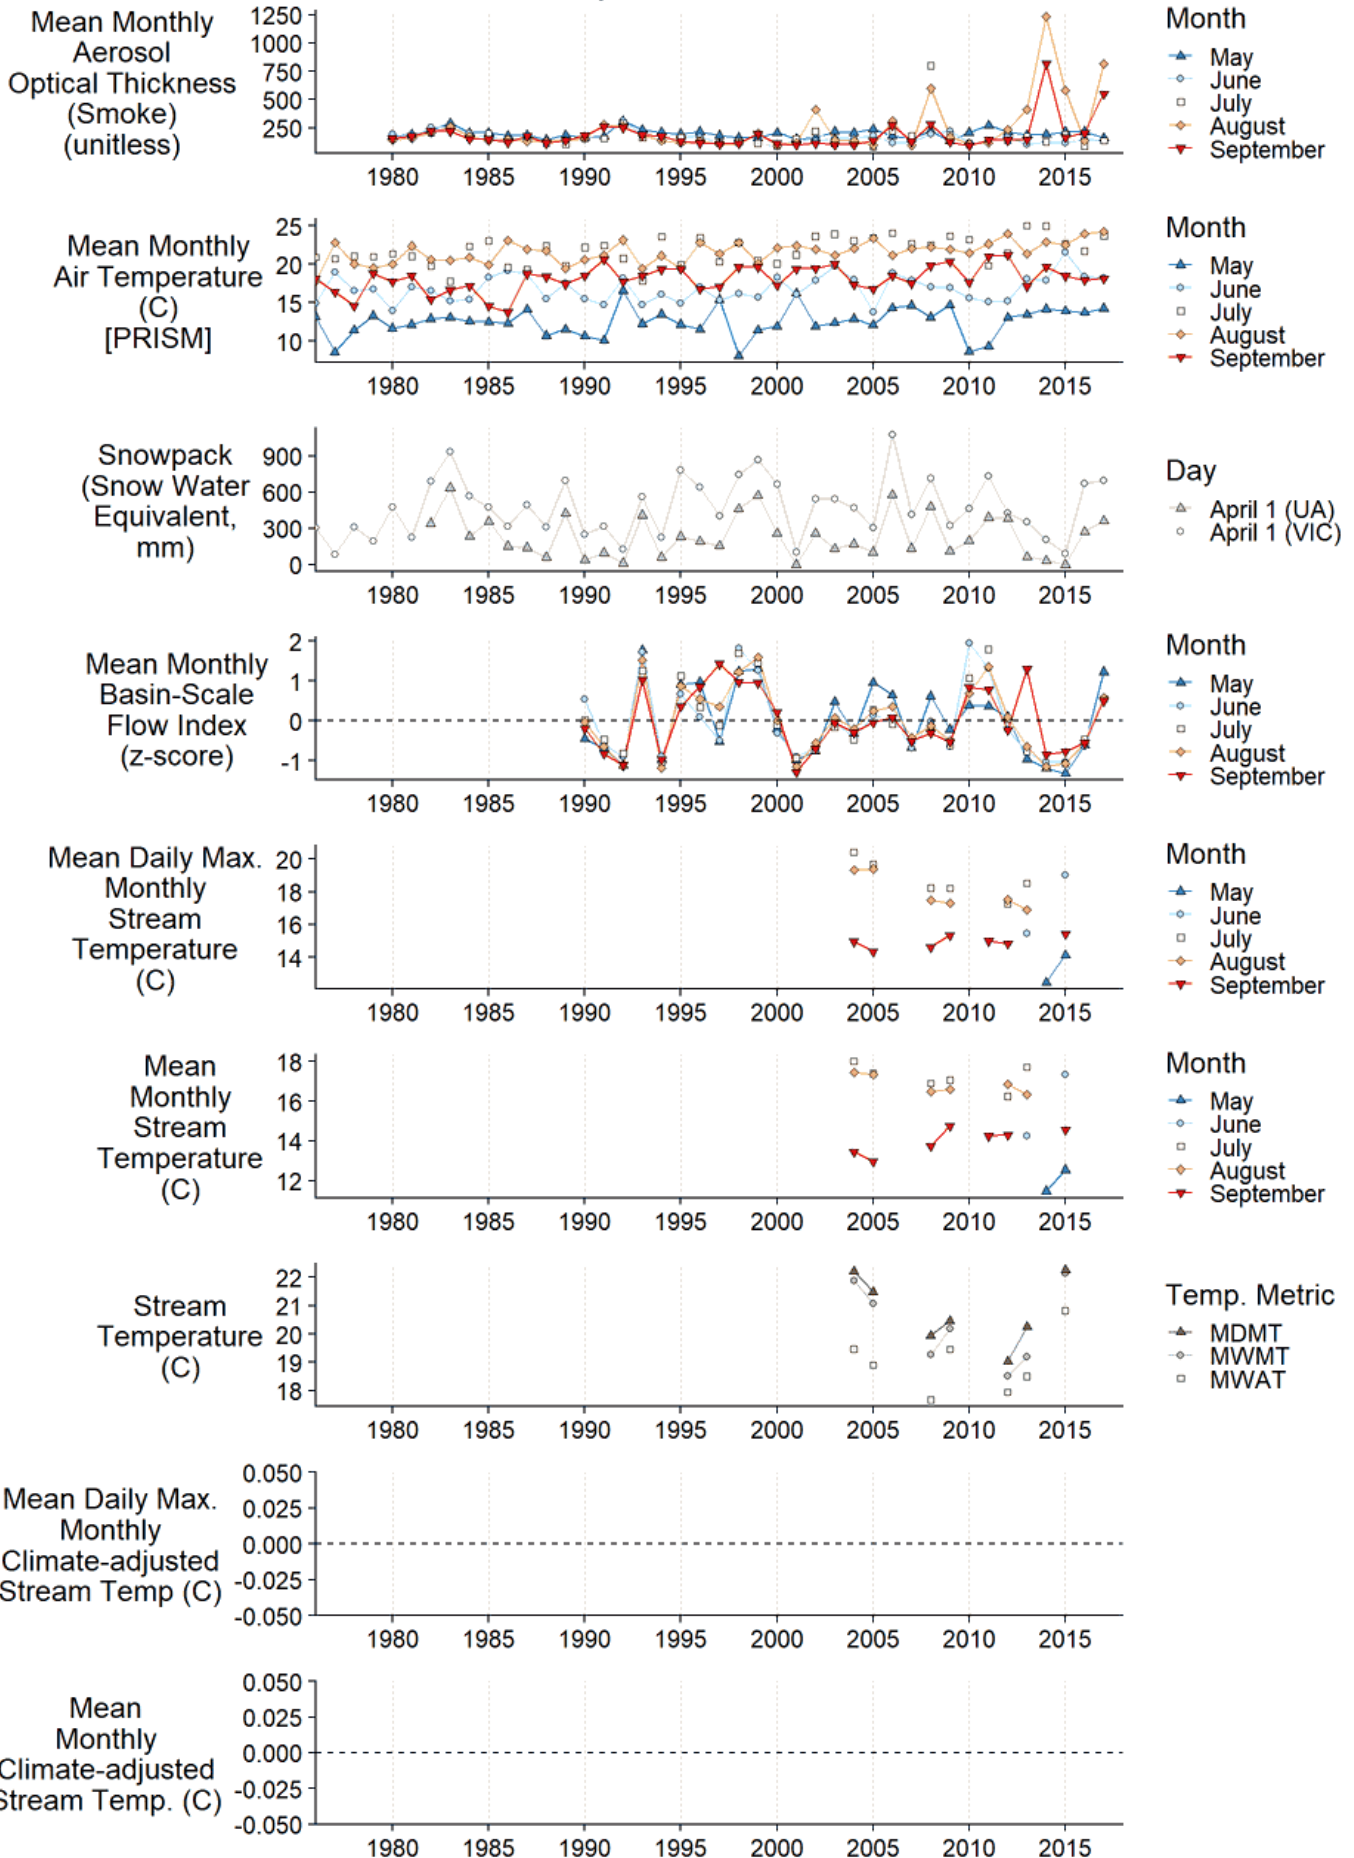 Mean Monthly
Aerosol
Optical Thickness
(Smoke)
(unitless)
1250
1000
750
500
250
1980 1985 1990 1995 2000 2005 2010 2015
Month
May
June
July
August
September
Mean Monthly
Air Temperature
(C)
[PRISM]
25
20
15
10
1980 1985 1990 1995 2000 2005 2010 2015
Month
May
June
July
August
September
Snowpack
(Snow Water
Equivalent,
mm)
900
600
300
0
1980 1985 1990 1995 2000 2005 2010 2015
Day
April 1 (UA)
April 1 (VIC)
Mean Monthly
Basin-Scale
Flow Index
(z-score)
2
1
0
-1
1980 1985 1990 1995 2000 2005 2010 2015
Month
May
June
July
August
September
Mean Daily Max.
Monthly
Stream
Temperature
(C)
20
18
16
14
1980 1985 1990 1995 2000 2005 2010 2015
Month
May
June
July
August
September
Mean
Monthly
Stream
Temperature
(C)
18
16
14
12
1980 1985 1990 1995 2000 2005 2010 2015
Month
May
June
July
August
September
Stream
Temperature
(C)
22
21
20
19
18
1980 1985 1990 1995 2000 2005 2010 2015
Temp. Metric
MDMT
MWMT
MWAT
Mean Daily Max.
Monthly
Climate-adjusted
Stream Temp (C)
0.050
0.025
0.000
-0.025
-0.050
1980 1985 1990 1995 2000 2005 2010 2015
Mean
Monthly
Climate-adjusted
Stream Temp. (C)
0.050
0.025
0.000
-0.025
-0.050
1980 1985 1990 1995 2000 2005 2010 2015